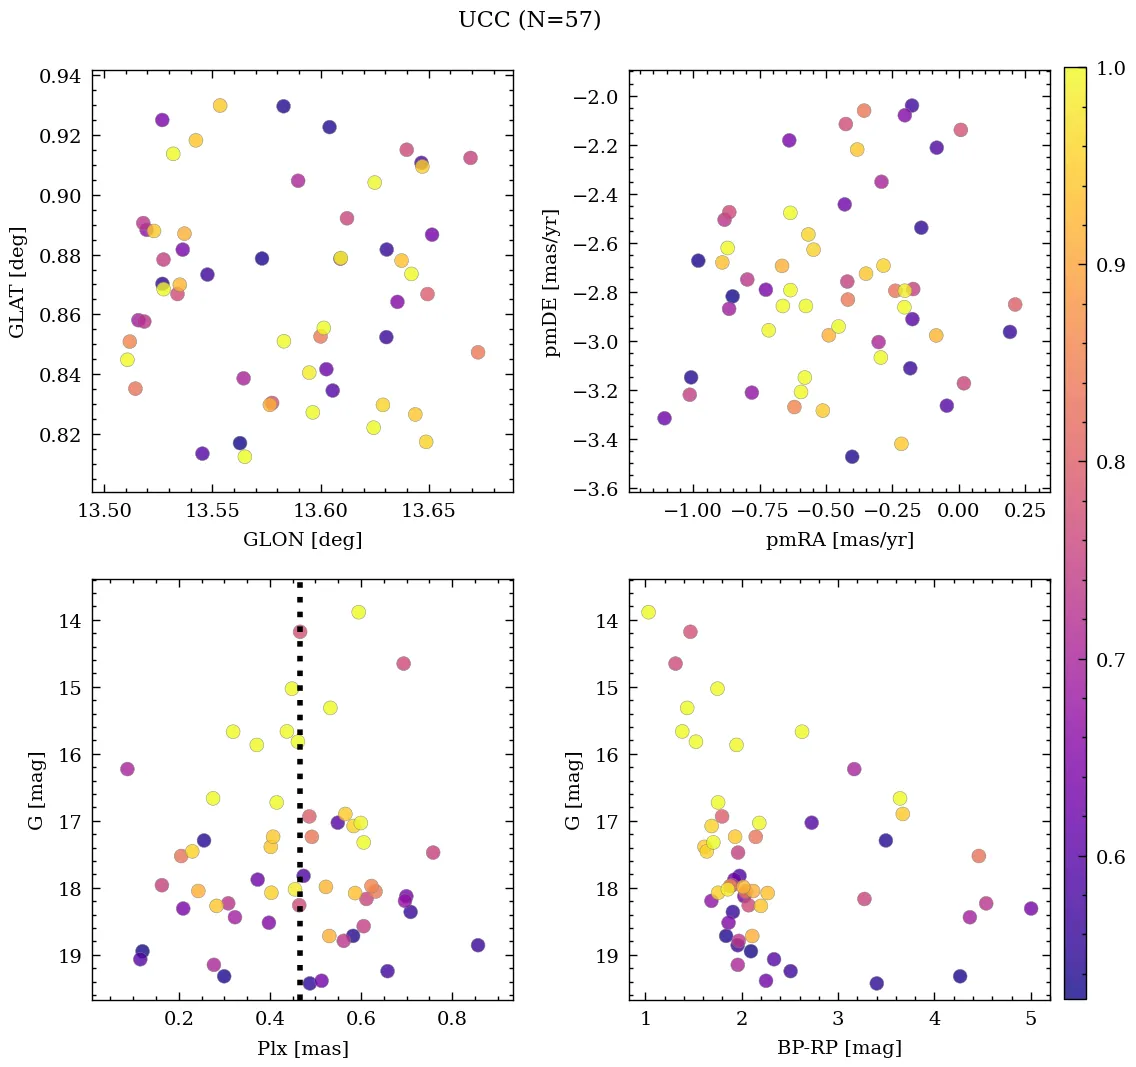 UCC (N=57)
0.94
0.92
0.90
0.88
0.86
0.84
0.82
GLAT [deg]
13.50 13.55 13.60 13.65
GLON [deg]
−2.0
−2.2
−2.4
−2.6
−2.8
−3.0
−3.2
−3.4
−3.6
pmDE [mas/yr]
−1.00 −0.75 −0.50 −0.25 0.00 0.25
pmRA [mas/yr]
14
15
16
17
18
19
G [mag]
0.2 0.4 0.6 0.8
Plx [mas]
14
15
16
17
18
19
G [mag]
1 2 3 4 5
BP-RP [mag]
1.0
0.9
0.8
0.7
0.6